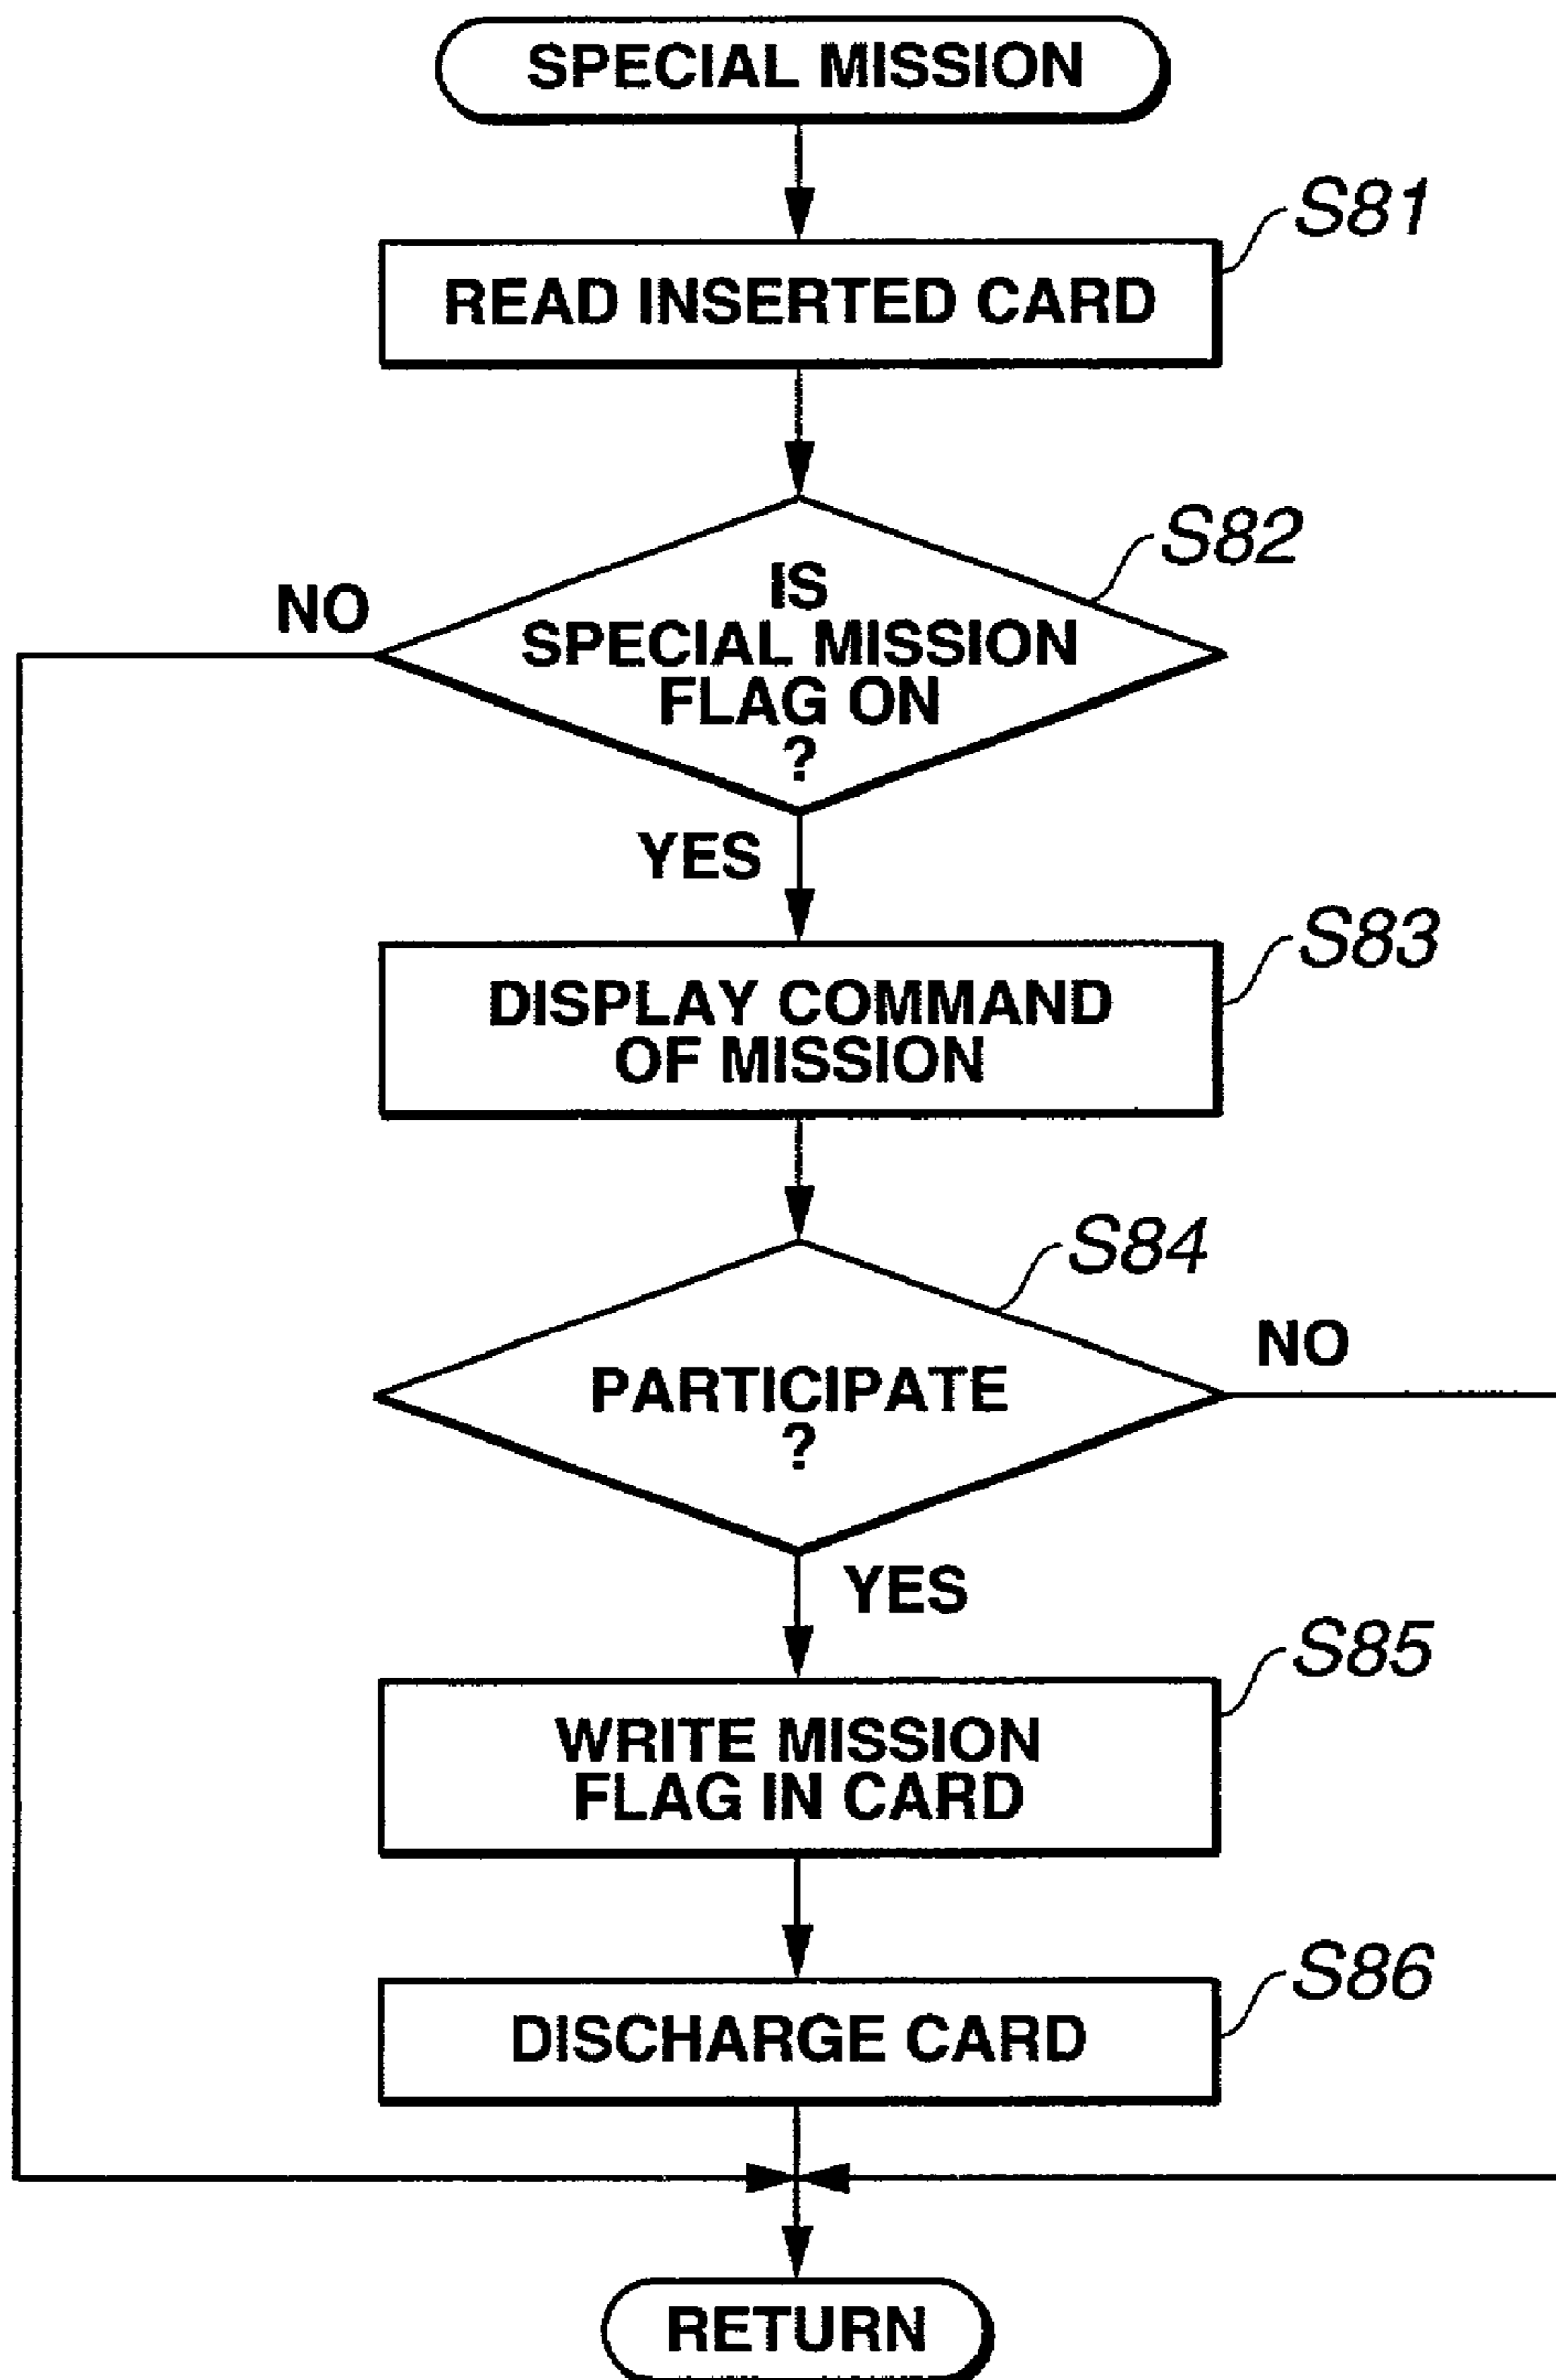 SPECIAL MISSION
S81
READ INSERTED CARD
S82
NO
IS
SPECIAL MISSION
FLAG ON
?
YES
S83
DISPLAY COMMAND
OF MISSION
S84
NO
PARTICIPATE
?
YES
S85
WRITE MISSION
FLAG IN CARD
S86
DISCHARGE CARD
RETURN